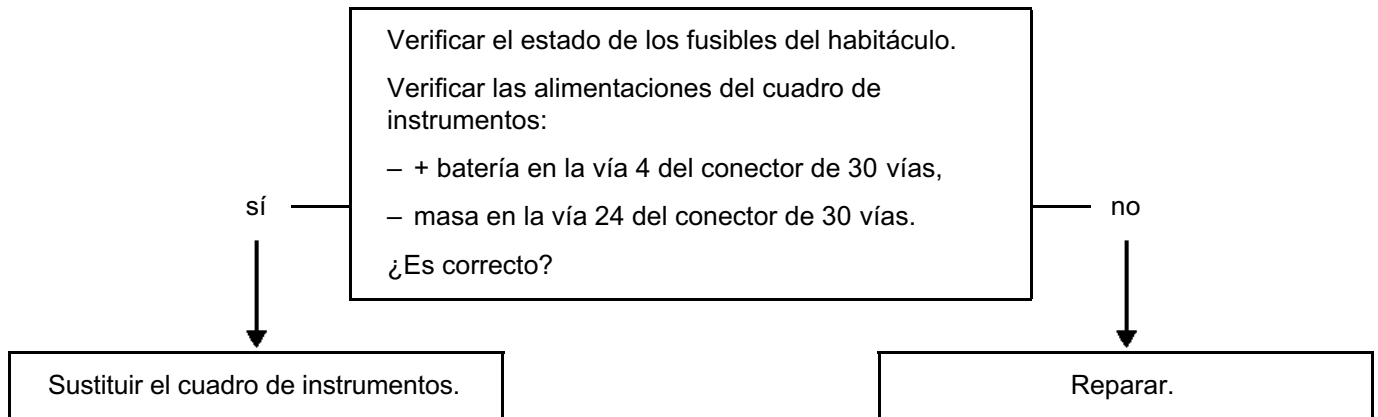 Verificar el estado de los fusibles del habitáculo.
Verificar las alimentaciones del cuadro de
instrumentos:
– + batería en la vía 4 del conector de 30 vías,
– masa en la vía 24 del conector de 30 vías.
¿Es correcto?
sí
no
Sustituir el cuadro de instrumentos.
Reparar.